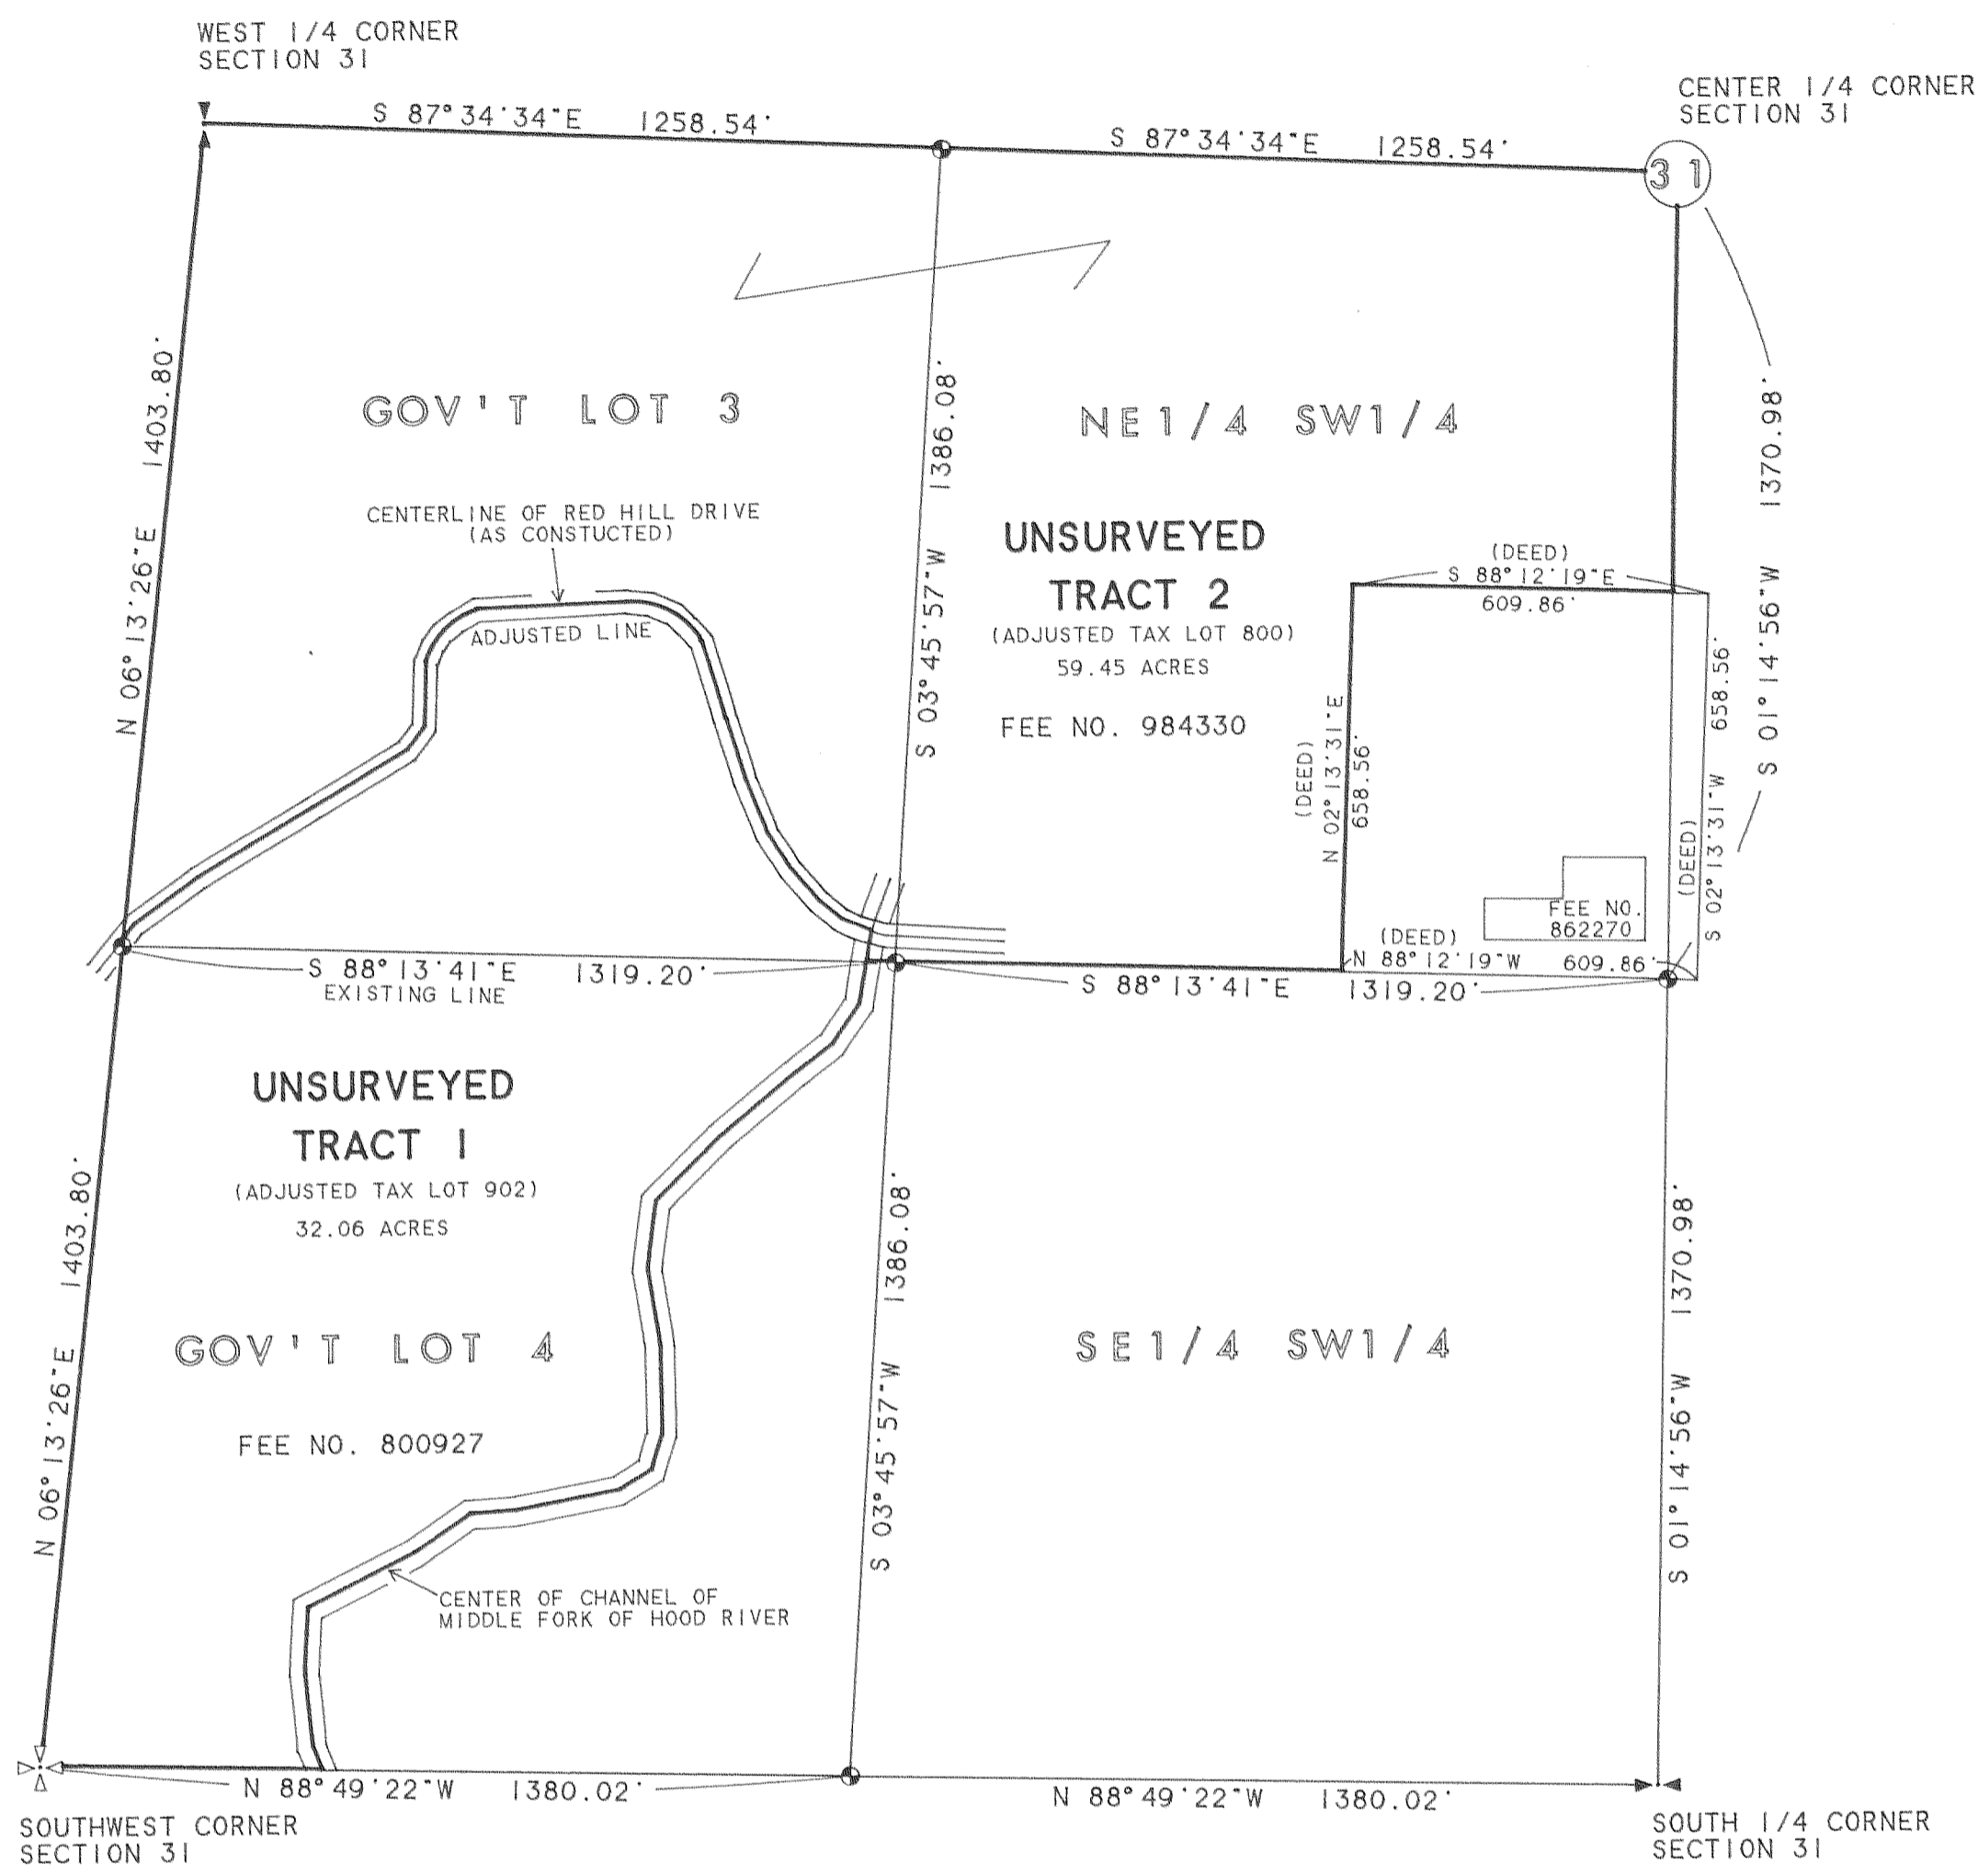 WEST 1/4 CORNER
SECTION 31
CENTER 1/4 CORNER
SECTION 31
S 87°34'34"E 1258.54'
S 87°34'34"E 1258.54'
31
N 06°13'26"E 1403.80'
GOV'T LOT 3
S 03°45'57"W 1386.08'
NE1/4 SW1/4
S 01°14'56"W 1370.98'
CENTERLINE OF RED HILL DRIVE
(AS CONSTUCTED)
ADJUSTED LINE
UNSURVEYED
TRACT 2
(ADJUSTED TAX LOT 800)
59.45 ACRES
FEE NO. 984330
(DEED)
S 88°12'19"E
609.86'
(DEED)
N 02°13'31"E
658.56'
(DEED)
S 02°13'31"W 658.56'
FEE NO.
862270
(DEED)
N 88°12'19"W 609.86'
S 88°13'41"E 1319.20'
EXISTING LINE
S 88°13'41"E 1319.20'
UNSURVEYED
TRACT 1
(ADJUSTED TAX LOT 902)
32.06 ACRES
N 06°13'26"E 1403.80'
GOV'T LOT 4
FEE NO. 800927
S 03°45'57"W 1386.08'
SE1/4 SW1/4
S 01°14'56"W 1370.98'
CENTER OF CHANNEL OF
MIDDLE FORK OF HOOD RIVER
N 88°49'22"W 1380.02'
N 88°49'22"W 1380.02'
SOUTHWEST CORNER
SECTION 31
SOUTH 1/4 CORNER
SECTION 31